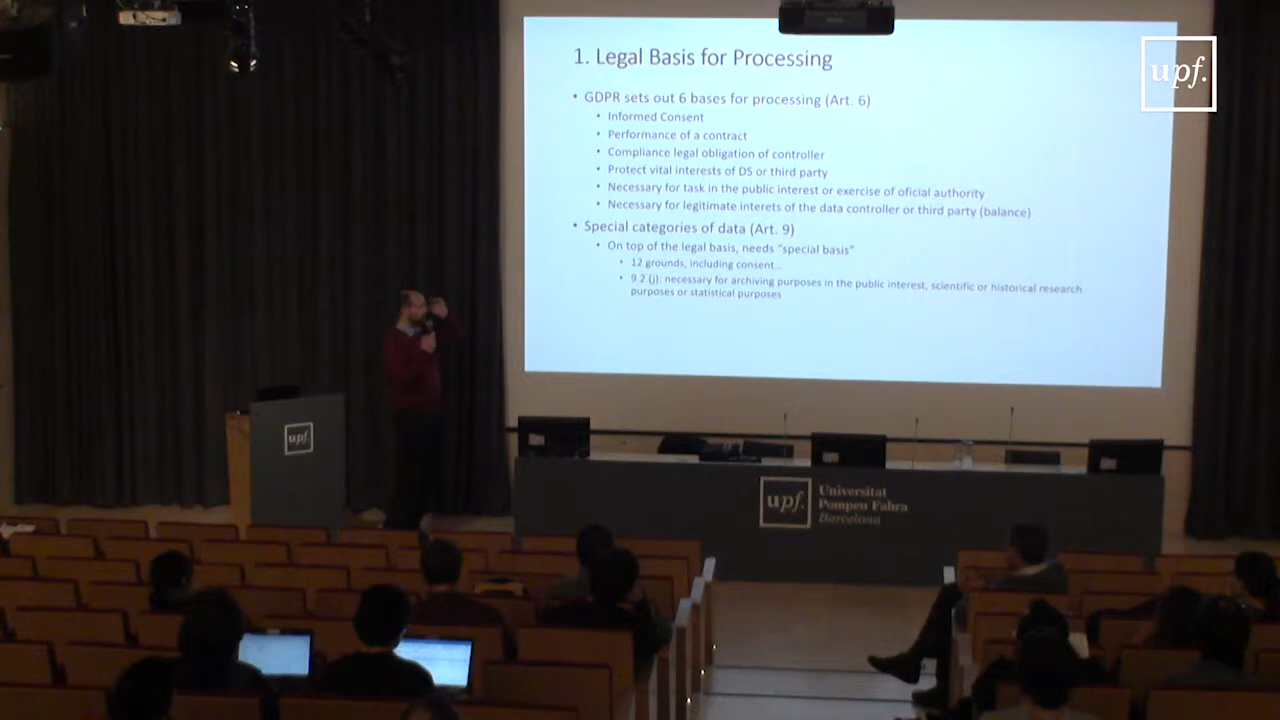 1. Legal Basis for Processing
• GDPR sets out 6 bases for processing (Art. 6)
• Informed Consent
• Performance of a contract
• Compliance legal obligation of controller
• Protect vital interests of DS or third party
• Necessary for task in the public interest or exercise of oficial authority
• Necessary for legitimate interets of the data controller or third party (balance)
• Special categories of data (Art. 9)
• On top of the legal basis, needs "special basis"
• 12 grounds, including consent...
• 9.2.(j): necessary for archiving purposes in the public interest, scientific or historical research
purposes or statistical purposes
upf.
upf.
upf.
Universitat
Pompeu Fabra
Barcelona